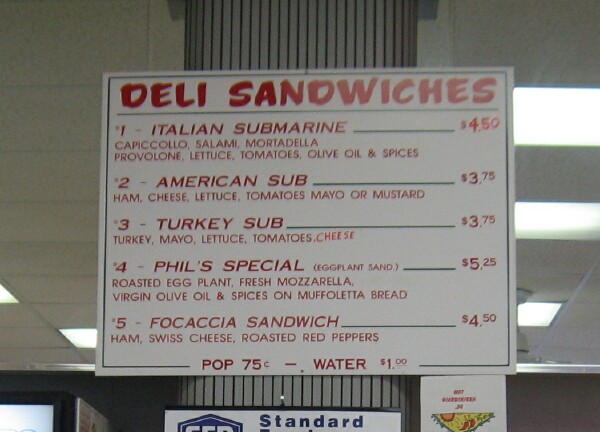 DELI SANDWICHES
#1 - ITALIAN SUBMARINE $4.50
CAPICCOLLO, SALAMI, MORTADELLA
PROVOLONE, LETTUCE, TOMATOES, OLIVE OIL & SPICES
#2 - AMERICAN SUB $3.75
HAM, CHEESE, LETTUCE, TOMATOES MAYO OR MUSTARD
#3 - TURKEY SUB $3.75
TURKEY, MAYO, LETTUCE, TOMATOES, CHEESE
#4 - PHIL'S SPECIAL (EGGPLANT SAND.) $5.25
ROASTED EGG PLANT, FRESH MOZZARELLA,
VIRGIN OLIVE OIL & SPICES ON MUFFOLETTA BREAD
#5 - FOCACCIA SANDWICH $4.50
HAM, SWISS CHEESE, ROASTED RED PEPPERS
POP 75¢ - WATER $1.00
Standard